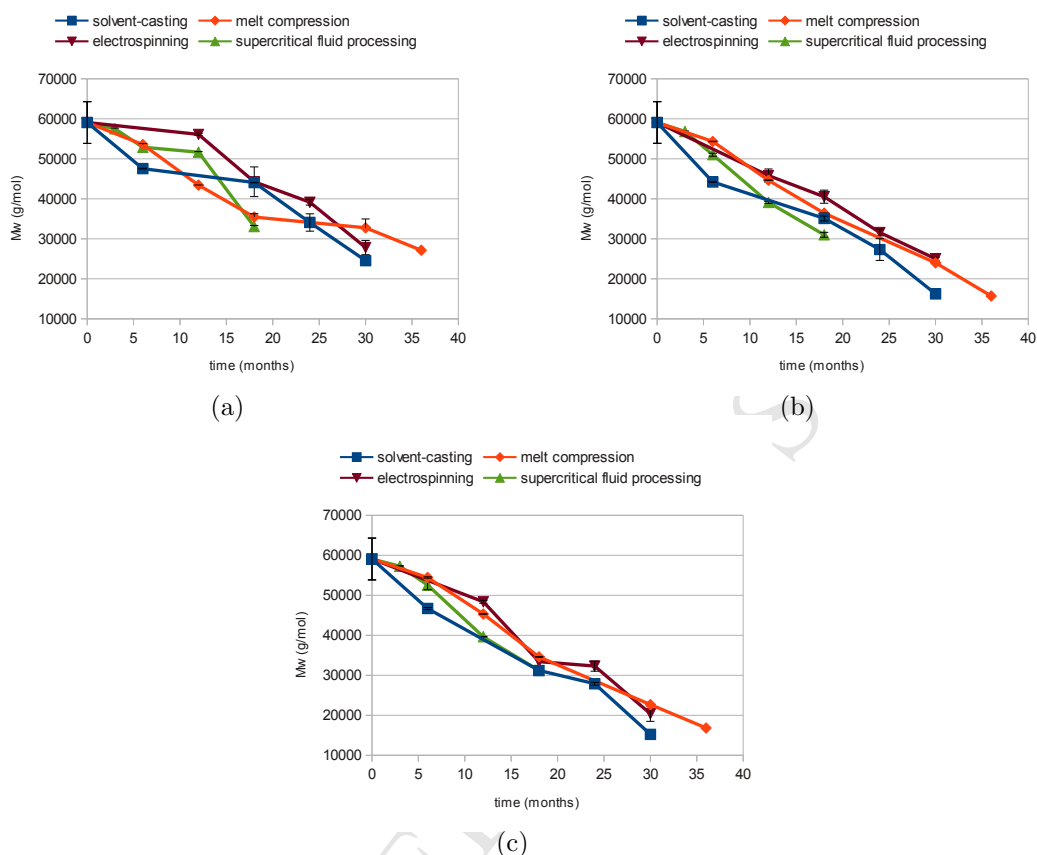 solvent-casting melt compression
electrospinning supercritical fluid processing
70000
60000
50000
40000
30000
20000
10000
Mw (g/mol)
0 5 10 15 20 25 30 35 40
time (months)
(a)
solvent-casting melt compression
electrospinning supercritical fluid processing
70000
60000
50000
40000
30000
20000
10000
Mw (g/mol)
0 5 10 15 20 25 30 35 40
time (months)
(b)
solvent-casting melt compression
electrospinning supercritical fluid processing
70000
60000
50000
40000
30000
20000
10000
Mw (g/mol)
0 5 10 15 20 25 30 35 40
time (months)
(c)